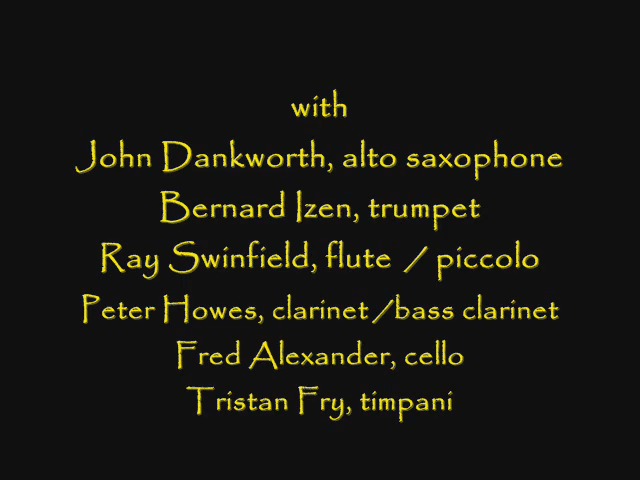 with
John Dankworth, alto saxophone
Bernard Izen, trumpet
Ray Swinfield, flute / piccolo
Peter Howes, clarinet /bass clarinet
Fred Alexander, cello
Tristan Fry, timpani